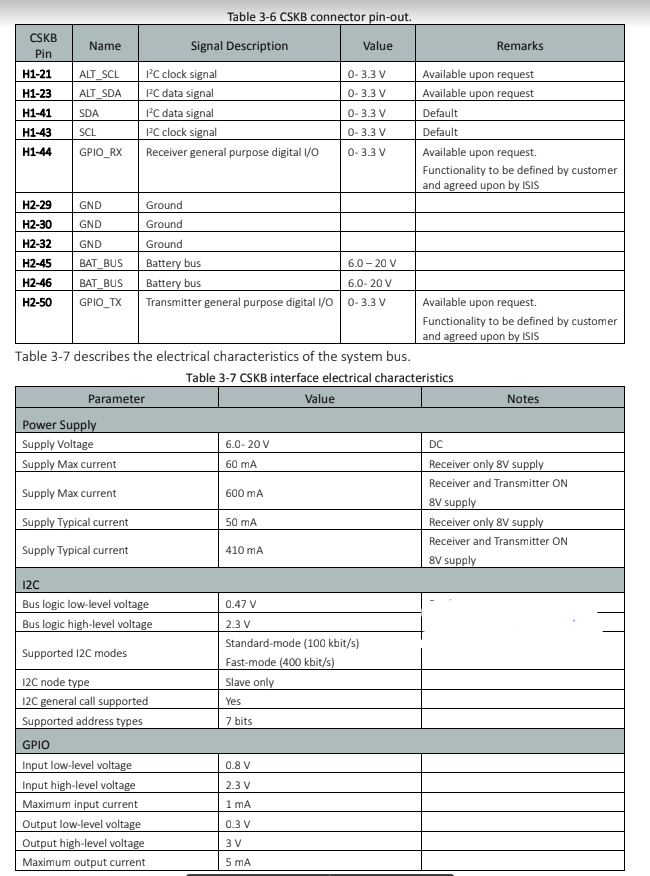 Table 3-6 CSKB connector pin-out.
CSKB Pin Name Signal Description Value Remarks
H1-21 ALT_SCL I²C clock signal 0- 3.3 V Available upon request
H1-23 ALT_SDA I²C data signal 0- 3.3 V Available upon request
H1-41 SDA I²C data signal 0- 3.3 V Default
H1-43 SCL I²C clock signal 0- 3.3 V Default
H1-44 GPIO_RX Receiver general purpose digital I/O 0- 3.3 V Available upon request.
Functionality to be defined by customer
and agreed upon by ISIS
H2-29 GND Ground
H2-30 GND Ground
H2-32 GND Ground
H2-45 BAT_BUS Battery bus 6.0 – 20 V
H2-46 BAT_BUS Battery bus 6.0- 20 V
H2-50 GPIO_TX Transmitter general purpose digital I/O 0- 3.3 V Available upon request.
Functionality to be defined by customer
and agreed upon by ISIS
Table 3-7 describes the electrical characteristics of the system bus.
Table 3-7 CSKB interface electrical characteristics
Parameter Value Notes
Power Supply
Supply Voltage 6.0- 20 V DC
Supply Max current 60 mA Receiver only 8V supply
Supply Max current 600 mA Receiver and Transmitter ON
8V supply
Supply Typical current 50 mA Receiver only 8V supply
Supply Typical current 410 mA Receiver and Transmitter ON
8V supply
I2C
Bus logic low-level voltage 0.47 V
Bus logic high-level voltage 2.3 V
Supported I2C modes Standard-mode (100 kbit/s)
Fast-mode (400 kbit/s)
I2C node type Slave only
I2C general call supported Yes
Supported address types 7 bits
GPIO
Input low-level voltage 0.8 V
Input high-level voltage 2.3 V
Maximum input current 1 mA
Output low-level voltage 0.3 V
Output high-level voltage 3 V
Maximum output current 5 mA